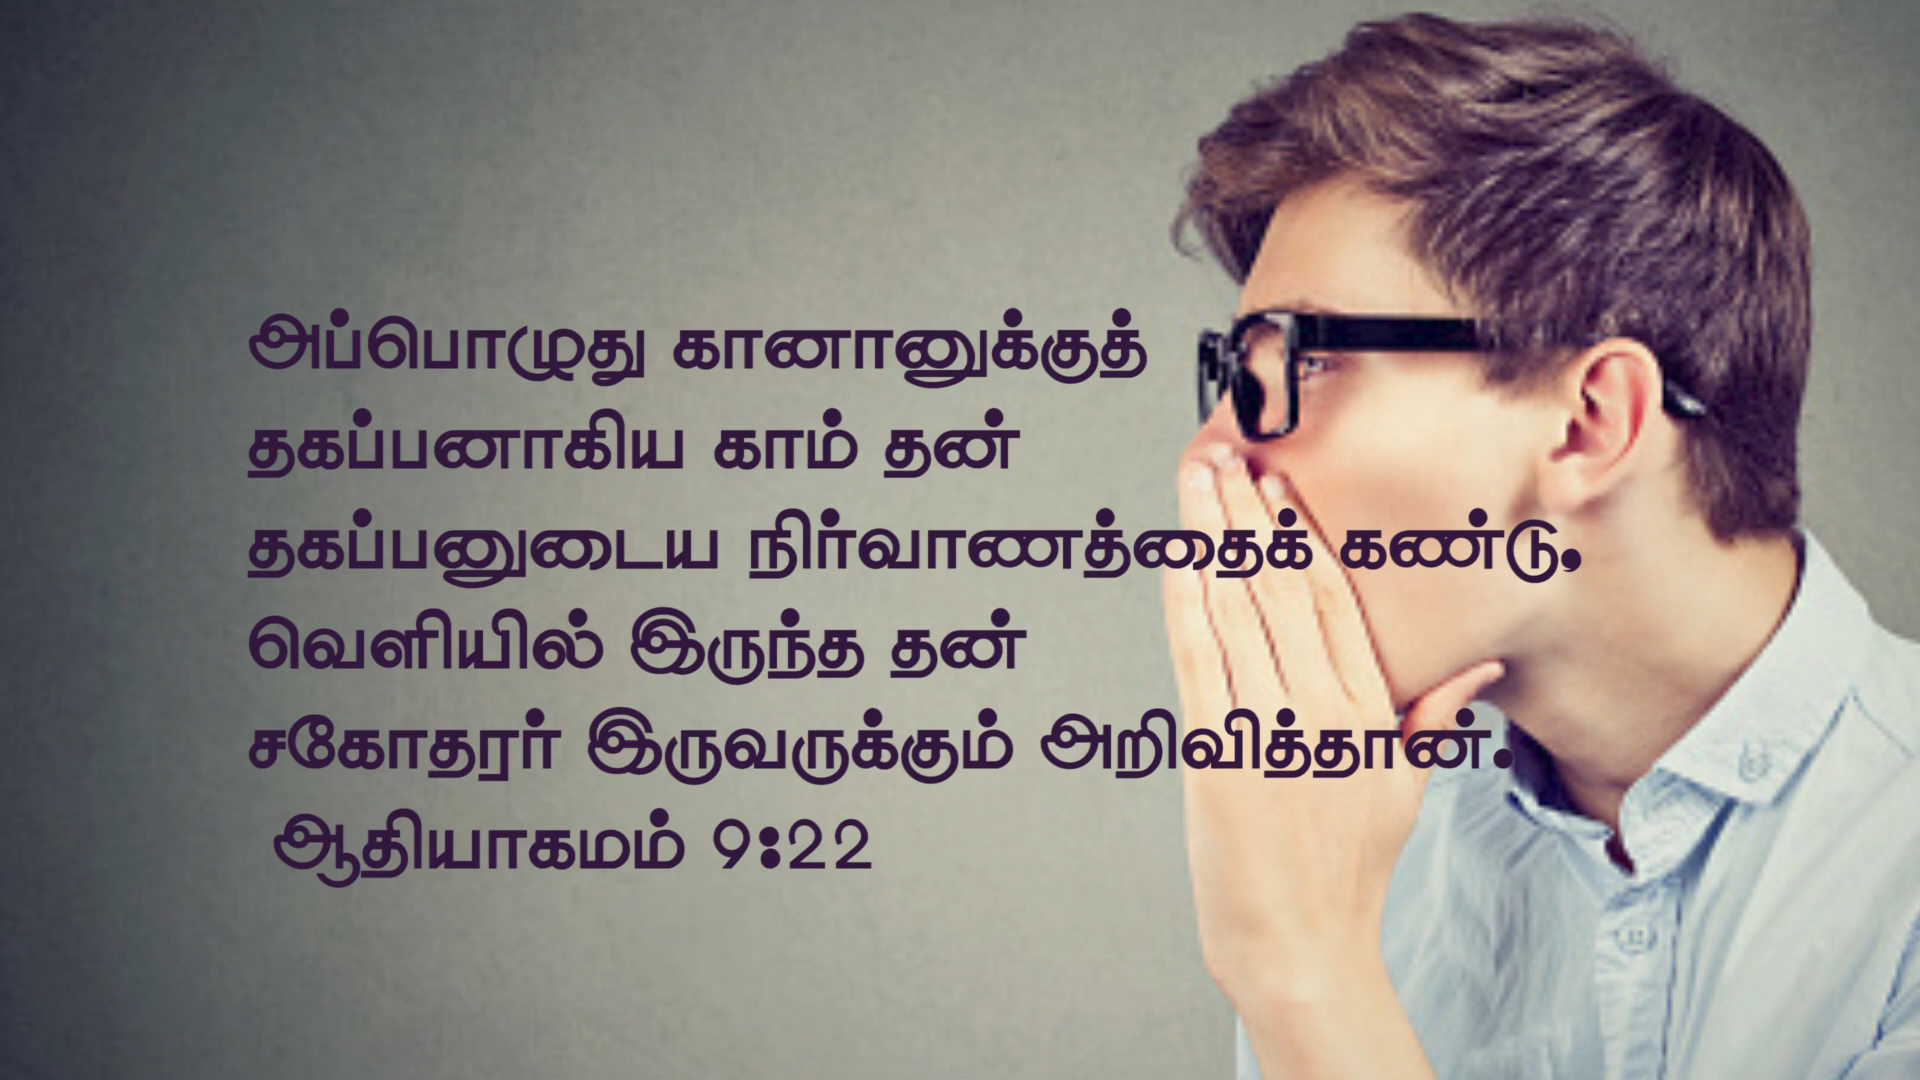 அப்பொழுது கானானுக்குத்
தகப்பனாகிய காம் தன்
தகப்பனுடைய நிர்வாணத்தைக் கண்டு,
வெளியில் இருந்த தன்
சகோதரர் இருவருக்கும் அறிவித்தான்.
ஆதியாகமம் 9:22